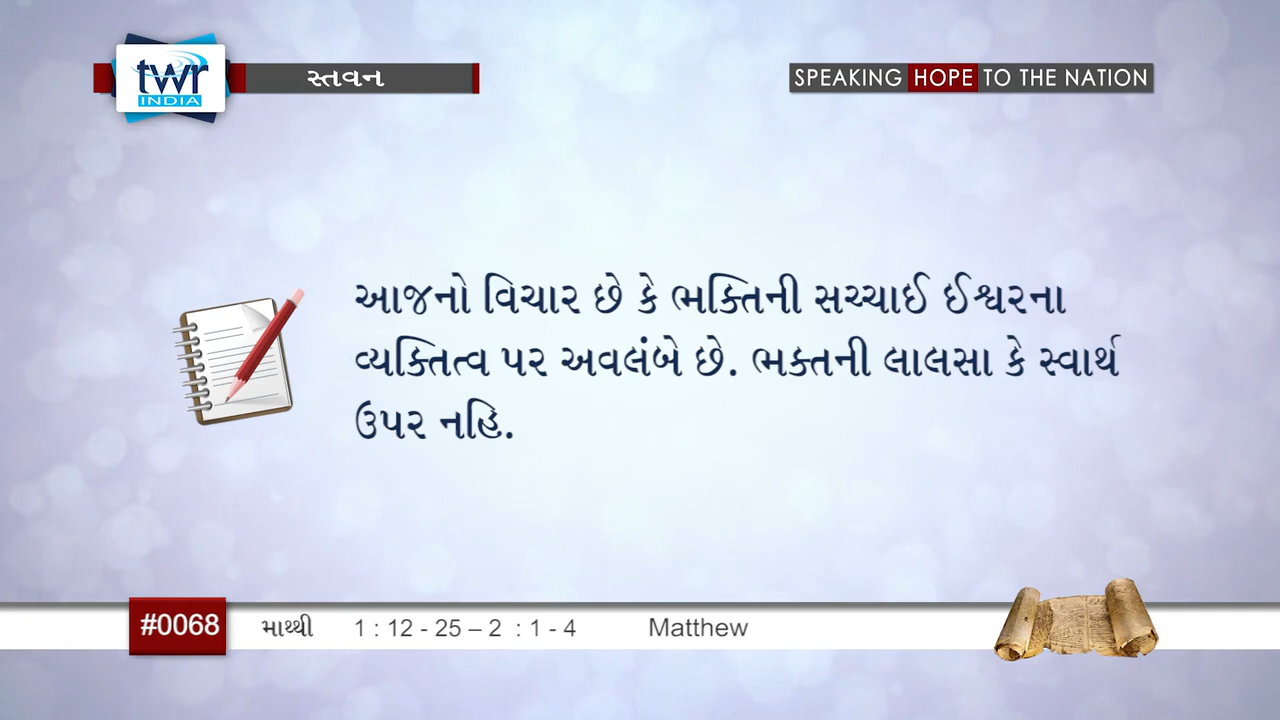 twr
INDIA
સ્તવન
SPEAKING HOPE TO THE NATION
આજનો વિચાર છે કે ભક્તિની સચ્ચાઈ ઈશ્વરના
વ્યક્તિત્વ પર અવલંબે છે. ભક્તની લાલસા કે સ્વાર્થ
ઉપર નહિ.
#0068 માથ્થી 1 : 12 - 25 – 2 : 1 - 4 Matthew